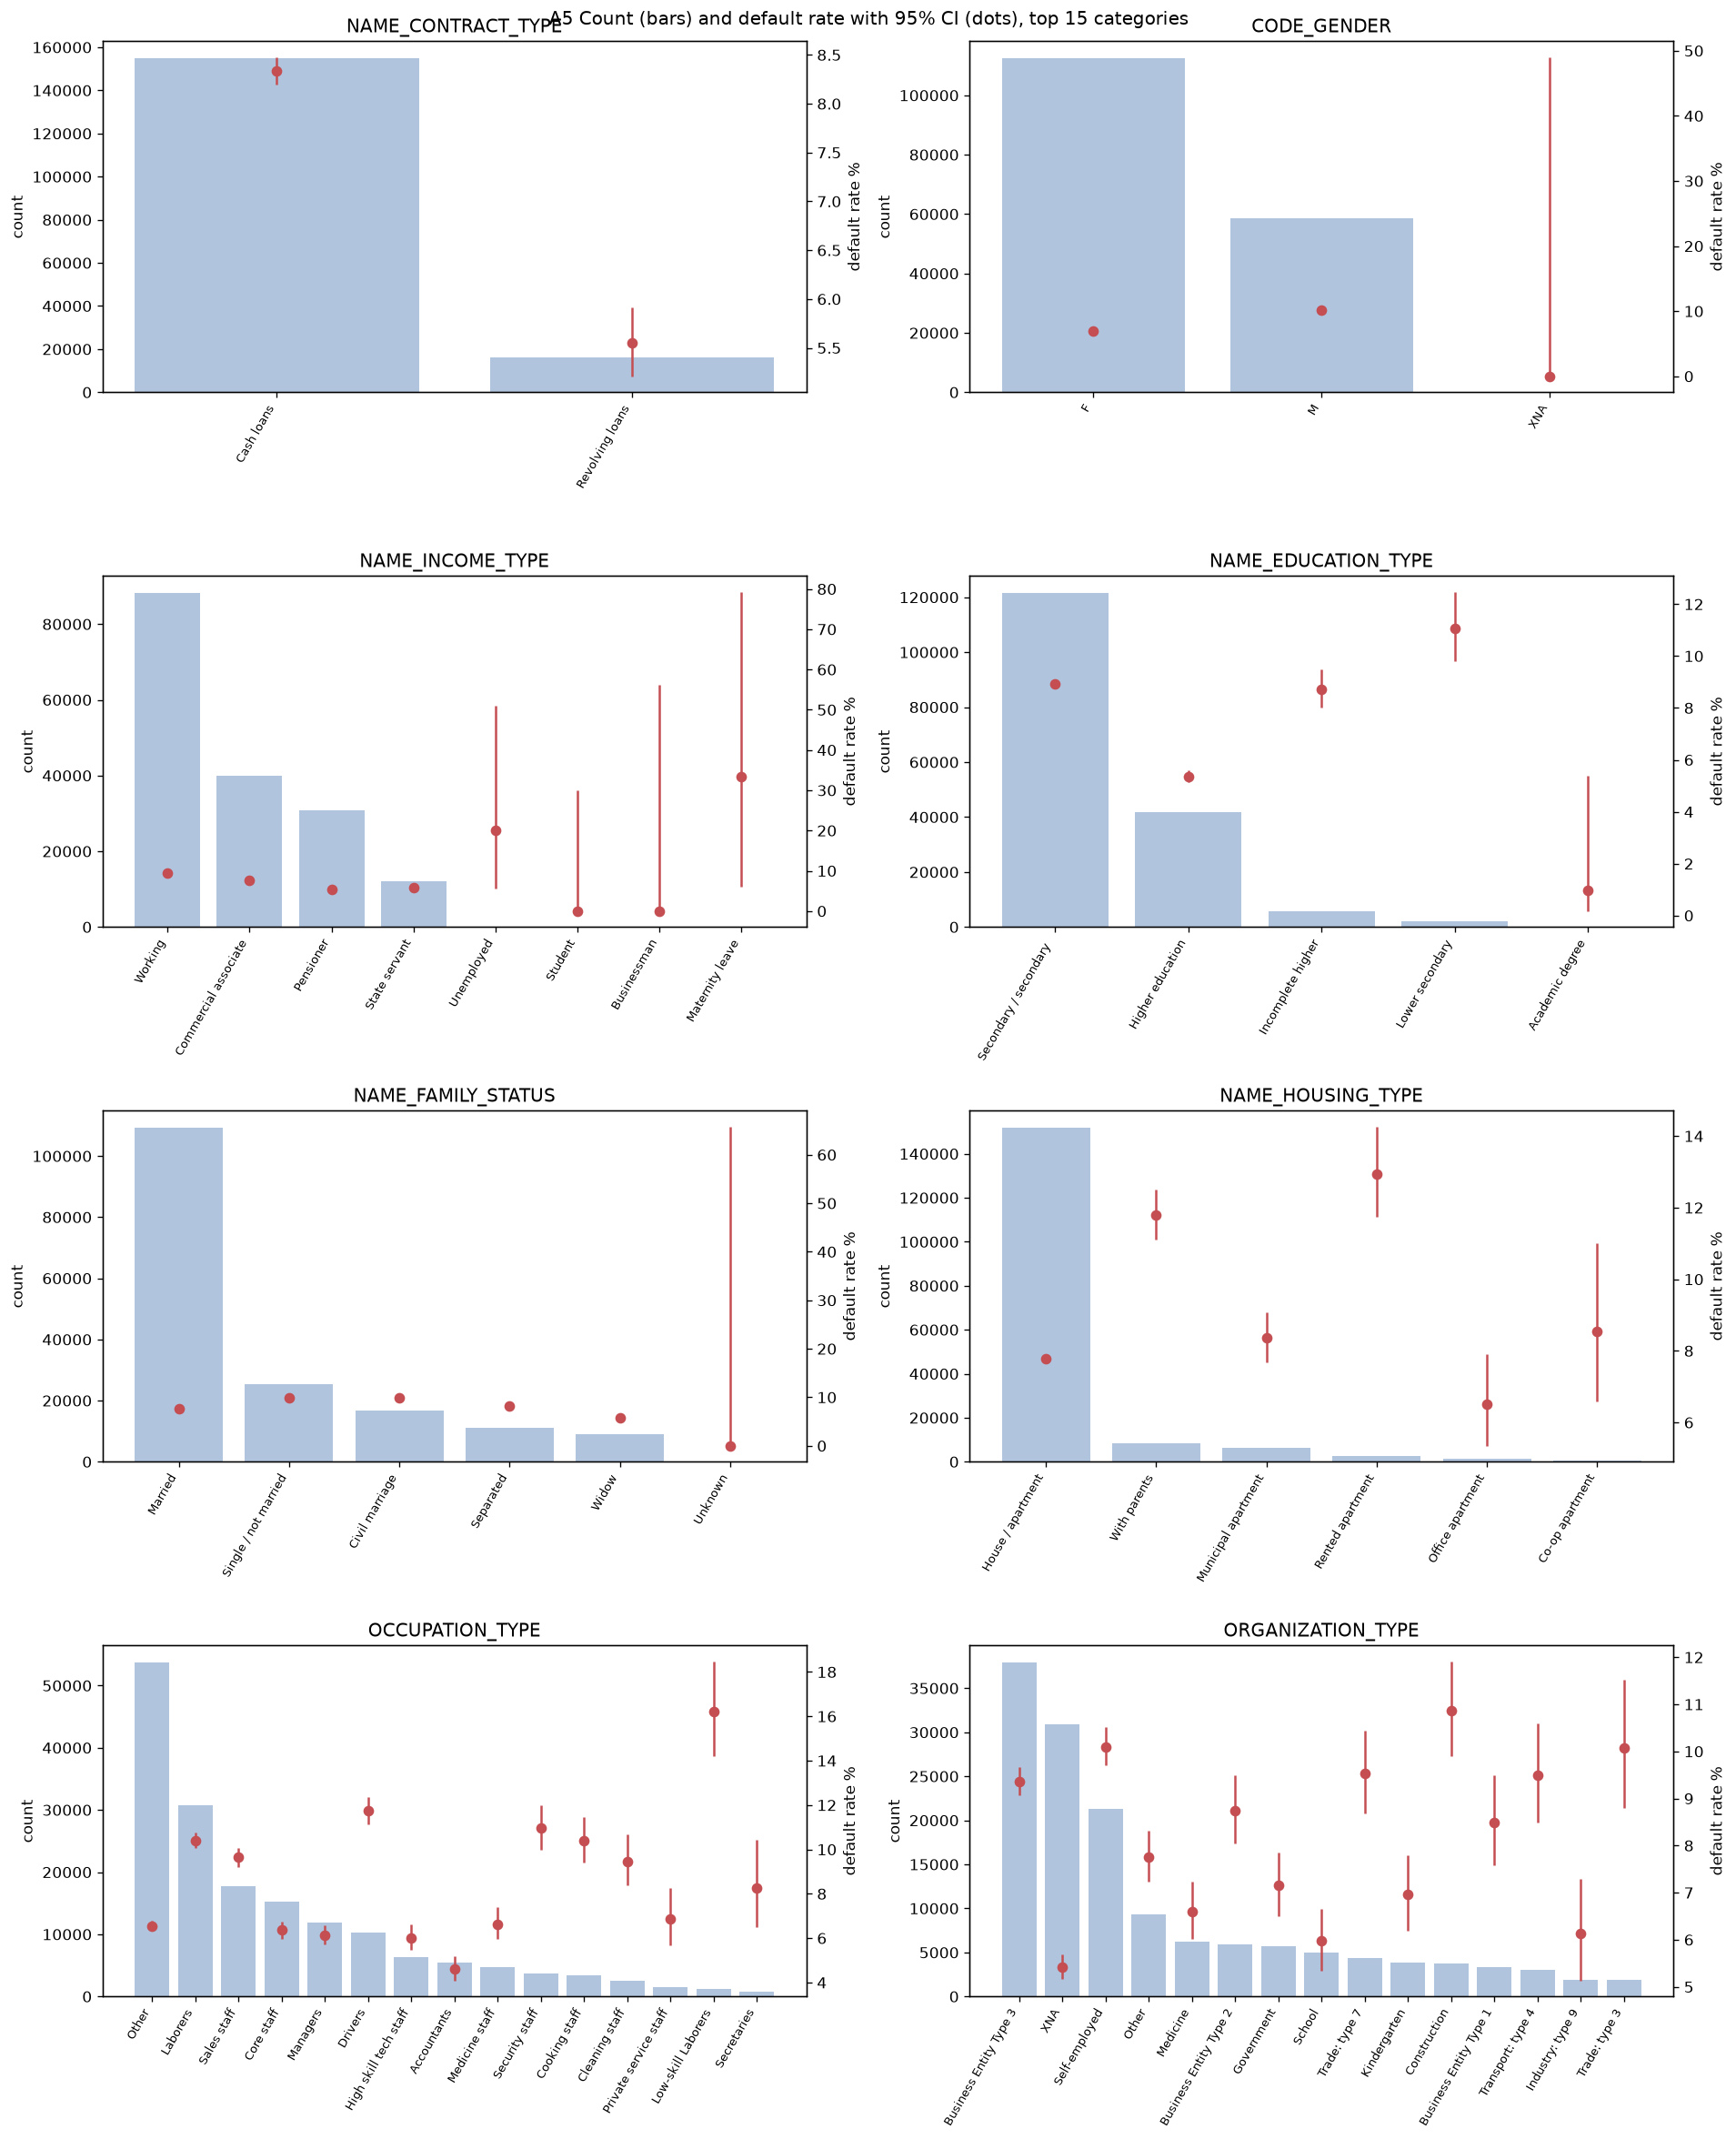 A5 Count (bars) and default rate with 95% CI (dots), top 15 categories
NAME_CONTRACT_TYPE
160000
140000
120000
100000
80000
60000
40000
20000
0
count
8.5
8.0
7.5
7.0
6.5
6.0
5.5
default rate %
Cash loans
Revolving loans
CODE_GENDER
100000
80000
60000
40000
20000
0
count
50
40
30
20
10
0
default rate %
F
M
XNA
NAME_INCOME_TYPE
80000
60000
40000
20000
0
count
80
70
60
50
40
30
20
10
0
default rate %
Working
Commercial associate
Pensioner
State servant
Unemployed
Student
Businessman
Maternity leave
NAME_EDUCATION_TYPE
120000
100000
80000
60000
40000
20000
0
count
12
10
8
6
4
2
0
default rate %
Secondary / secondary
Higher education
Incomplete higher
Lower secondary
Academic degree
NAME_FAMILY_STATUS
100000
80000
60000
40000
20000
0
count
60
50
40
30
20
10
0
default rate %
Married
Single / not married
Civil marriage
Separated
Widow
Unknown
NAME_HOUSING_TYPE
140000
120000
100000
80000
60000
40000
20000
0
count
14
12
10
8
6
default rate %
House / apartment
With parents
Municipal apartment
Rented apartment
Office apartment
Co-op apartment
OCCUPATION_TYPE
50000
40000
30000
20000
10000
0
count
18
16
14
12
10
8
6
4
default rate %
Other
Laborers
Sales staff
Core staff
Managers
Drivers
High skill tech staff
Accountants
Medicine staff
Security staff
Cooking staff
Cleaning staff
Private service staff
Low-skill Laborers
Secretaries
ORGANIZATION_TYPE
35000
30000
25000
20000
15000
10000
5000
0
count
12
11
10
9
8
7
6
5
default rate %
Business Entity Type 3
XNA
Self-employed
Other
Medicine
Business Entity Type 2
Government
School
Trade: type 7
Kindergarten
Construction
Business Entity Type 1
Transport: type 4
Industry: type 9
Trade: type 3